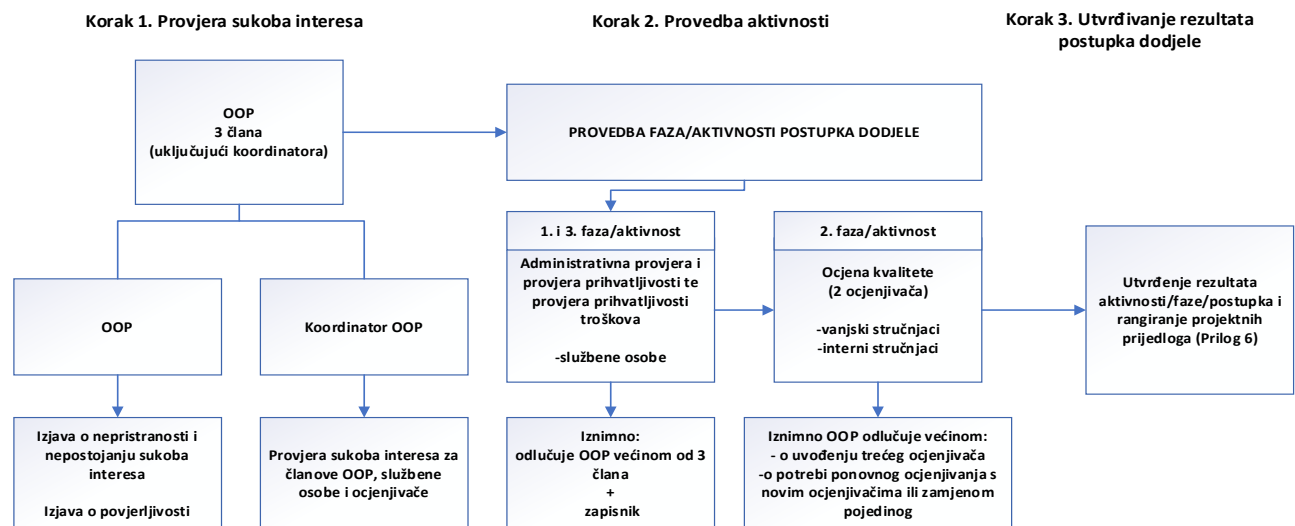 Korak 1. Provjera sukoba interesa
Korak 2. Provedba aktivnosti
Korak 3. Utvrđivanje rezultata
postupka dodjele
OOP
3 člana
(uključujući koordinatora)
PROVEDBA FAZA/AKTIVNOSTI POSTUPKA DODJELE
OOP
Koordinator OOP
1. i 3. faza/aktivnost
Administrativna provjera i
provjera prihvatljivosti te
provjera prihvatljivosti
troškova
-službene osobe
2. faza/aktivnost
Ocjena kvalitete
(2 ocjenjivača)
-vanjski stručnjaci
-interni stručnjaci
Utvrđenje rezultata
aktivnosti/faze/postupka i
rangiranje projektnih
prijedloga (Prilog 6)
Izjava o nepristranosti i
nepostojanju sukoba
interesa
Izjava o povjerljivosti
Provjera sukoba interesa za
članove OOP, službene
osobe i ocjenjivače
Iznimno:
odlučuje OOP većinom od 3
člana
+
zapisnik
Iznimno OOP odlučuje većinom:
- o uvođenju trećeg ocjenjivača
-o potrebi ponovnog ocjenjivanja s
novim ocjenjivačima ili zamjenom
pojedinog